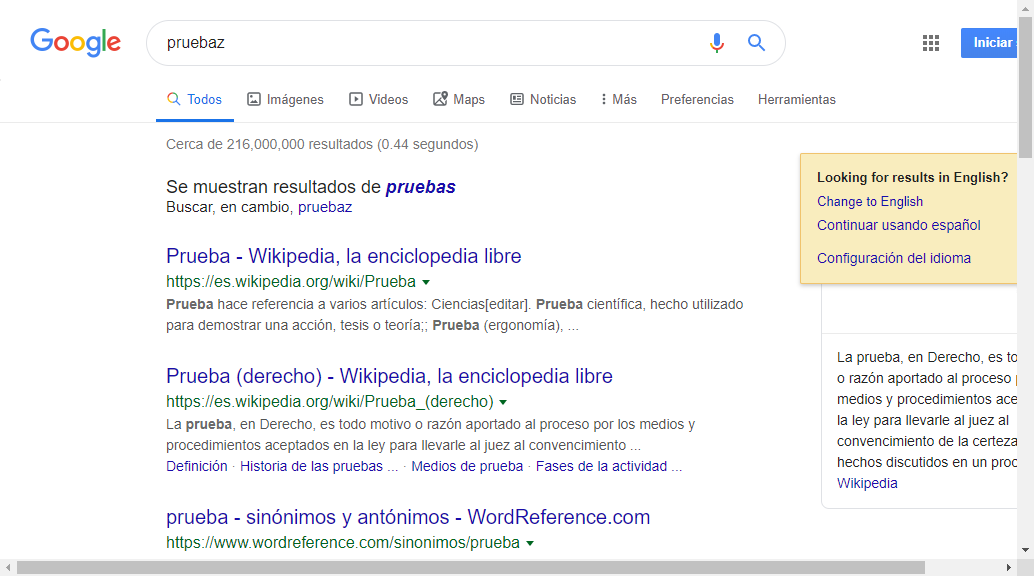 Google
pruebaz
Iniciar
Todos
Imágenes
Videos
Maps
Noticias
Más
Preferencias
Herramientas
Cerca de 216,000,000 resultados (0.44 segundos)
Se muestran resultados de pruebas
Buscar, en cambio, pruebaz
Prueba - Wikipedia, la enciclopedia libre
https://es.wikipedia.org/wiki/Prueba
Prueba hace referencia a varios artículos: Ciencias[editar]. Prueba científica, hecho utilizado
para demostrar una acción, tesis o teoría;; Prueba (ergonomía), ...
Prueba (derecho) - Wikipedia, la enciclopedia libre
https://es.wikipedia.org/wiki/Prueba_(derecho)
La prueba, en Derecho, es todo motivo o razón aportado al proceso por los medios y
procedimientos aceptados en la ley para llevarle al juez al convencimiento ...
Definición · Historia de las pruebas ... · Medios de prueba · Fases de la actividad ...
prueba - sinónimos y antónimos - WordReference.com
https://www.wordreference.com/sinonimos/prueba
Looking for results in English?
Change to English
Continuar usando español
Configuración del idioma
La prueba, en Derecho, es to
o razón aportado al proceso
medios y procedimientos ace
la ley para llevarle al juez al
convencimiento de la certeza
hechos discutidos en un proc
Wikipedia